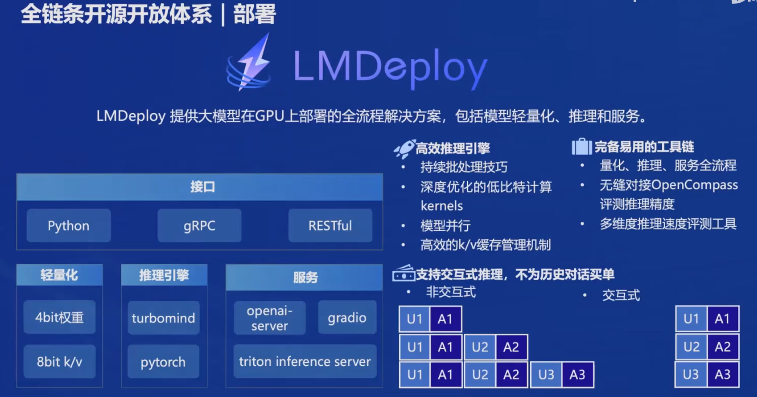 全链条开源开放体系 | 部署
LMDeploy
LMDeploy 提供大模型在GPU上部署的全流程解决方案，包括模型轻量化、推理和服务。
接口
Python
gRPC
RESTful
轻量化
4bit权重
8bit k/v
推理引擎
turbomind
pytorch
服务
openai-
server
gradio
triton inference server
高效推理引擎
• 持续批处理技巧
• 深度优化的低比特计算
kernels
• 模型并行
• 高效的k/v缓存管理机制
完备易用的工具链
• 量化、推理、服务全流程
• 无缝对接OpenCompass
评测推理精度
• 多维度推理速度评测工具
支持交互式推理，不为历史对话买单
• 非交互式
U1 A1
U1 A1 U2 A2
U1 A1 U2 A2 U3 A3
• 交互式
U1 A1
U2 A2
U3 A3